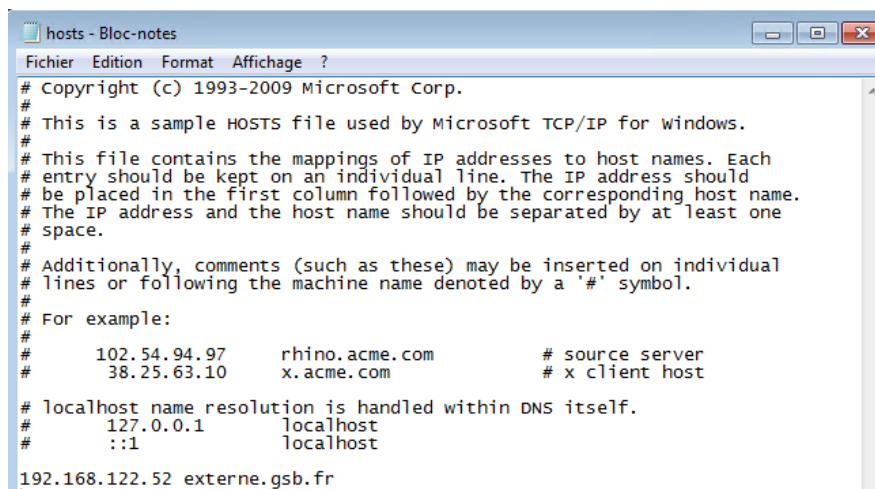 hosts - Bloc-notes
Fichier Edition Format Affichage ?
# Copyright (c) 1993-2009 Microsoft Corp.
#
# This is a sample HOSTS file used by Microsoft TCP/IP for Windows.
#
# This file contains the mappings of IP addresses to host names. Each
# entry should be kept on an individual line. The IP address should
# be placed in the first column followed by the corresponding host name.
# The IP address and the host name should be separated by at least one
# space.
#
# Additionally, comments (such as these) may be inserted on individual
# lines or following the machine name denoted by a '#' symbol.
#
# For example:
#
#      102.54.94.97     rhino.acme.com          # source server
#       38.25.63.10     x.acme.com              # x client host
# localhost name resolution is handled within DNS itself.
#       127.0.0.1       localhost
#       ::1             localhost
192.168.122.52 externe.gsb.fr